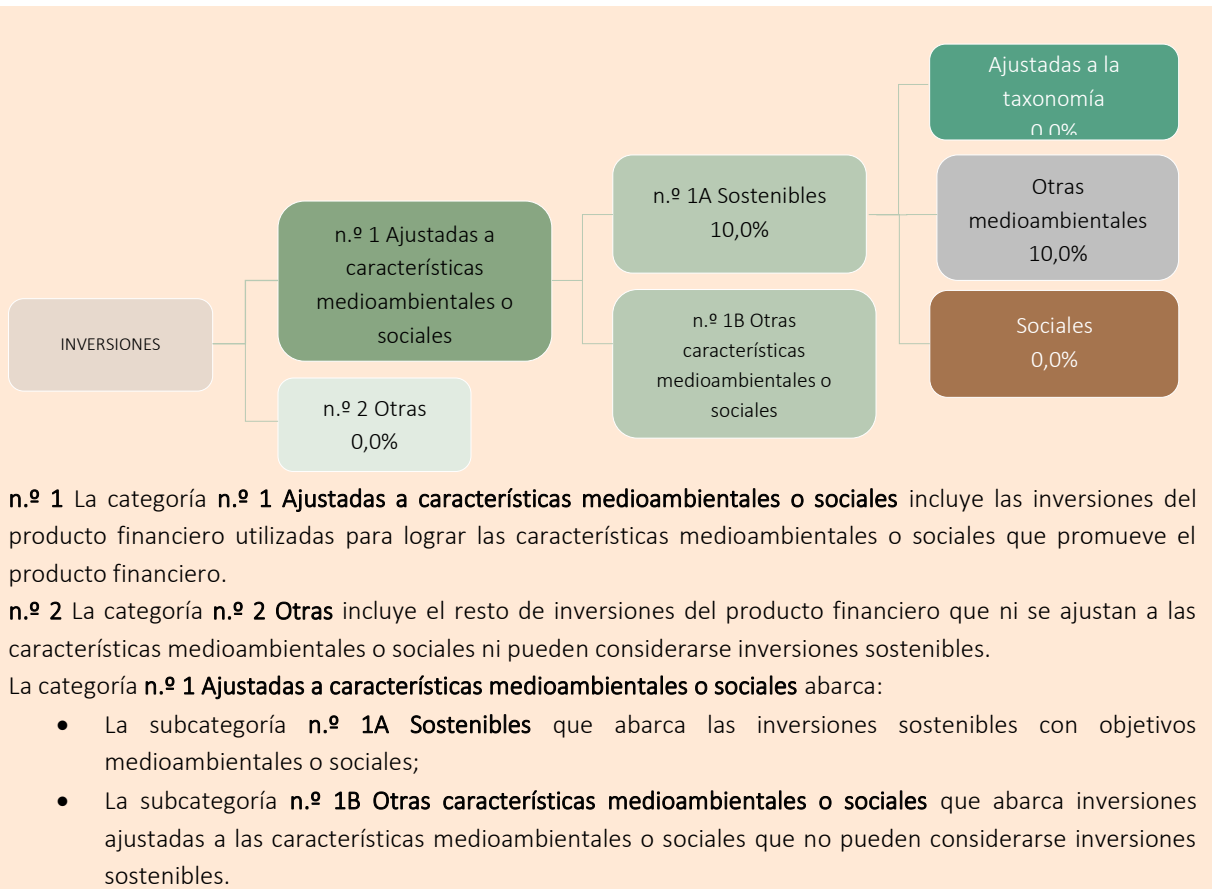 Ajustadas a la
taxonomía
0,0%
n.º 1A Sostenibles
10,0%
Otras
medioambientales
10,0%
n.º 1 Ajustadas a
características
medioambientales o
sociales
n.º 1B Otras
características
medioambientales o
sociales
Sociales
0,0%
INVERSIONES
n.º 2 Otras
0,0%
n.º 1 La categoría n.º 1 Ajustadas a características medioambientales o sociales incluye las inversiones del
producto financiero utilizadas para lograr las características medioambientales o sociales que promueve el
producto financiero.
n.º 2 La categoría n.º 2 Otras incluye el resto de inversiones del producto financiero que ni se ajustan a las
características medioambientales o sociales ni pueden considerarse inversiones sostenibles.
La categoría n.º 1 Ajustadas a características medioambientales o sociales abarca:
• La subcategoría n.º 1A Sostenibles que abarca las inversiones sostenibles con objetivos
medioambientales o sociales;
• La subcategoría n.º 1B Otras características medioambientales o sociales que abarca inversiones
ajustadas a las características medioambientales o sociales que no pueden considerarse inversiones
sostenibles.